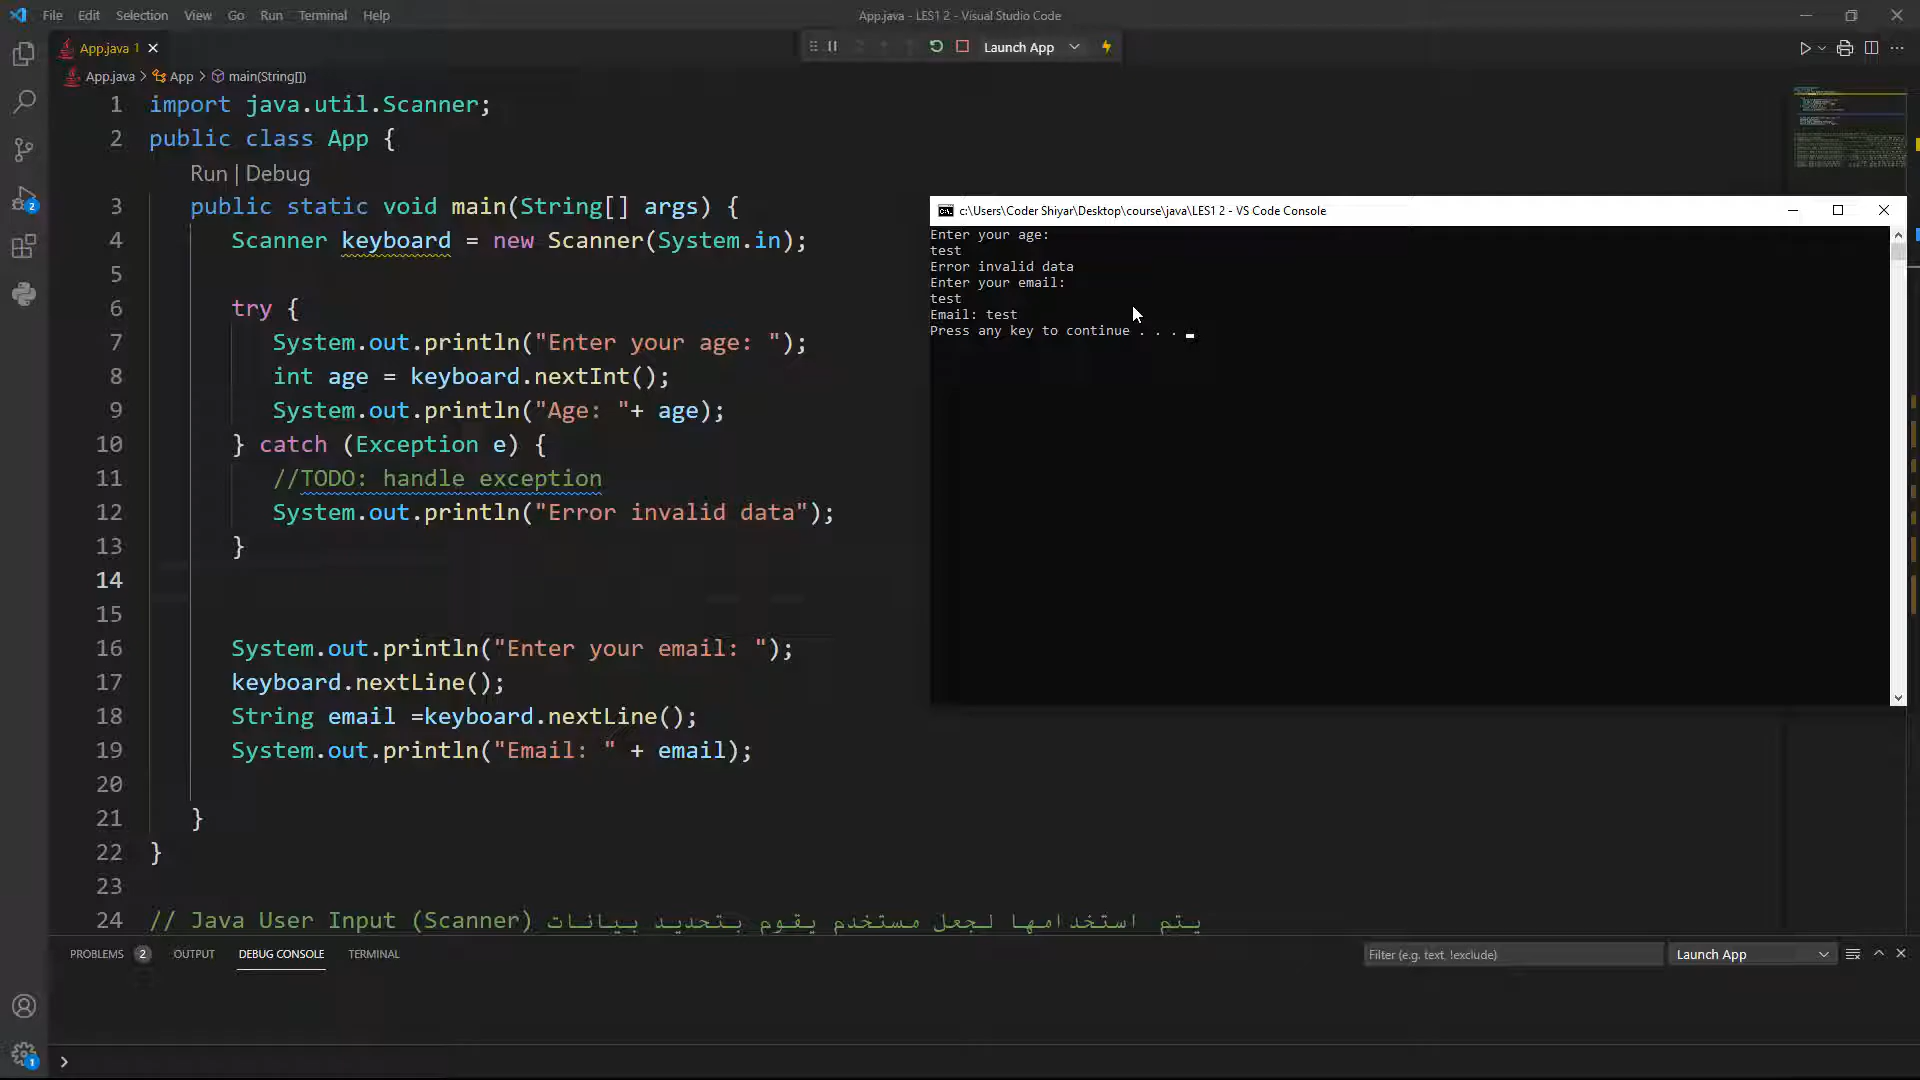 File Edit Selection View Go Run Terminal Help
App.java - LES1 2 - Visual Studio Code
App.java 1
Launch App
App.java > App > main(String[])
1 import java.util.Scanner;
2 public class App {
Run | Debug
3 public static void main(String[] args) {
4 Scanner keyboard = new Scanner(System.in);
5
6 try {
7 System.out.println("Enter your age: ");
8 int age = keyboard.nextInt();
9 System.out.println("Age: "+ age);
10 } catch (Exception e) {
11 //TODO: handle exception
12 System.out.println("Error invalid data");
13 }
14
15
16 System.out.println("Enter your email: ");
17 keyboard.nextLine();
18 String email =keyboard.nextLine();
19 System.out.println("Email: " + email);
20
21 }
22 }
23
24 // Java User Input (Scanner) يتم استخدامها لجعل مستخدم يقوم بتحديد بيانات
c:\Users\Coder Shiyar\Desktop\course\java\LES1 2 - VS Code Console
Enter your age:
test
Error invalid data
Enter your email:
test
Email: test
Press any key to continue . . .
PROBLEMS 2 OUTPUT DEBUG CONSOLE TERMINAL
Filter (e.g. text, !exclude)
Launch App
2
1